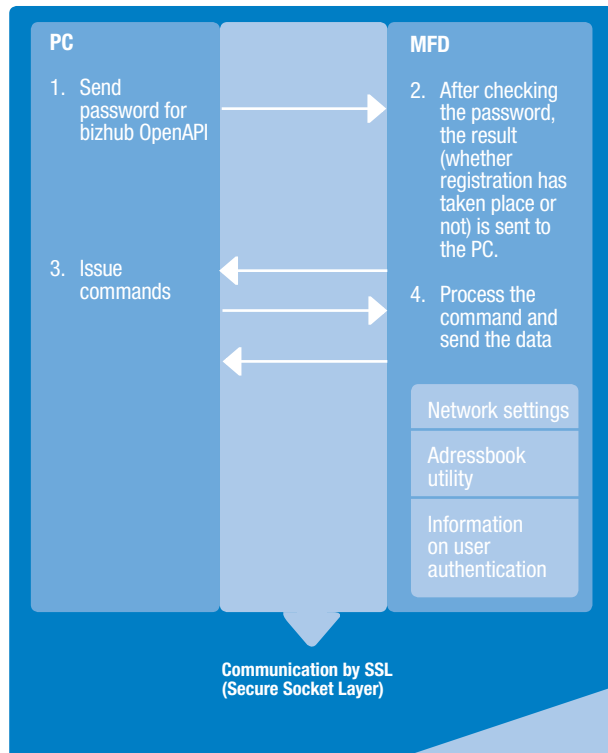 PC
1. Send
password for
bizhub OpenAPI
3. Issue
commands
MFD
2. After checking
the password,
the result
(whether
registration has
taken place or
not) is sent to
the PC.
4. Process the
command and
send the data
Network settings
Adressbook
utility
Information
on user
authentication
Communication by SSL
(Secure Socket Layer)